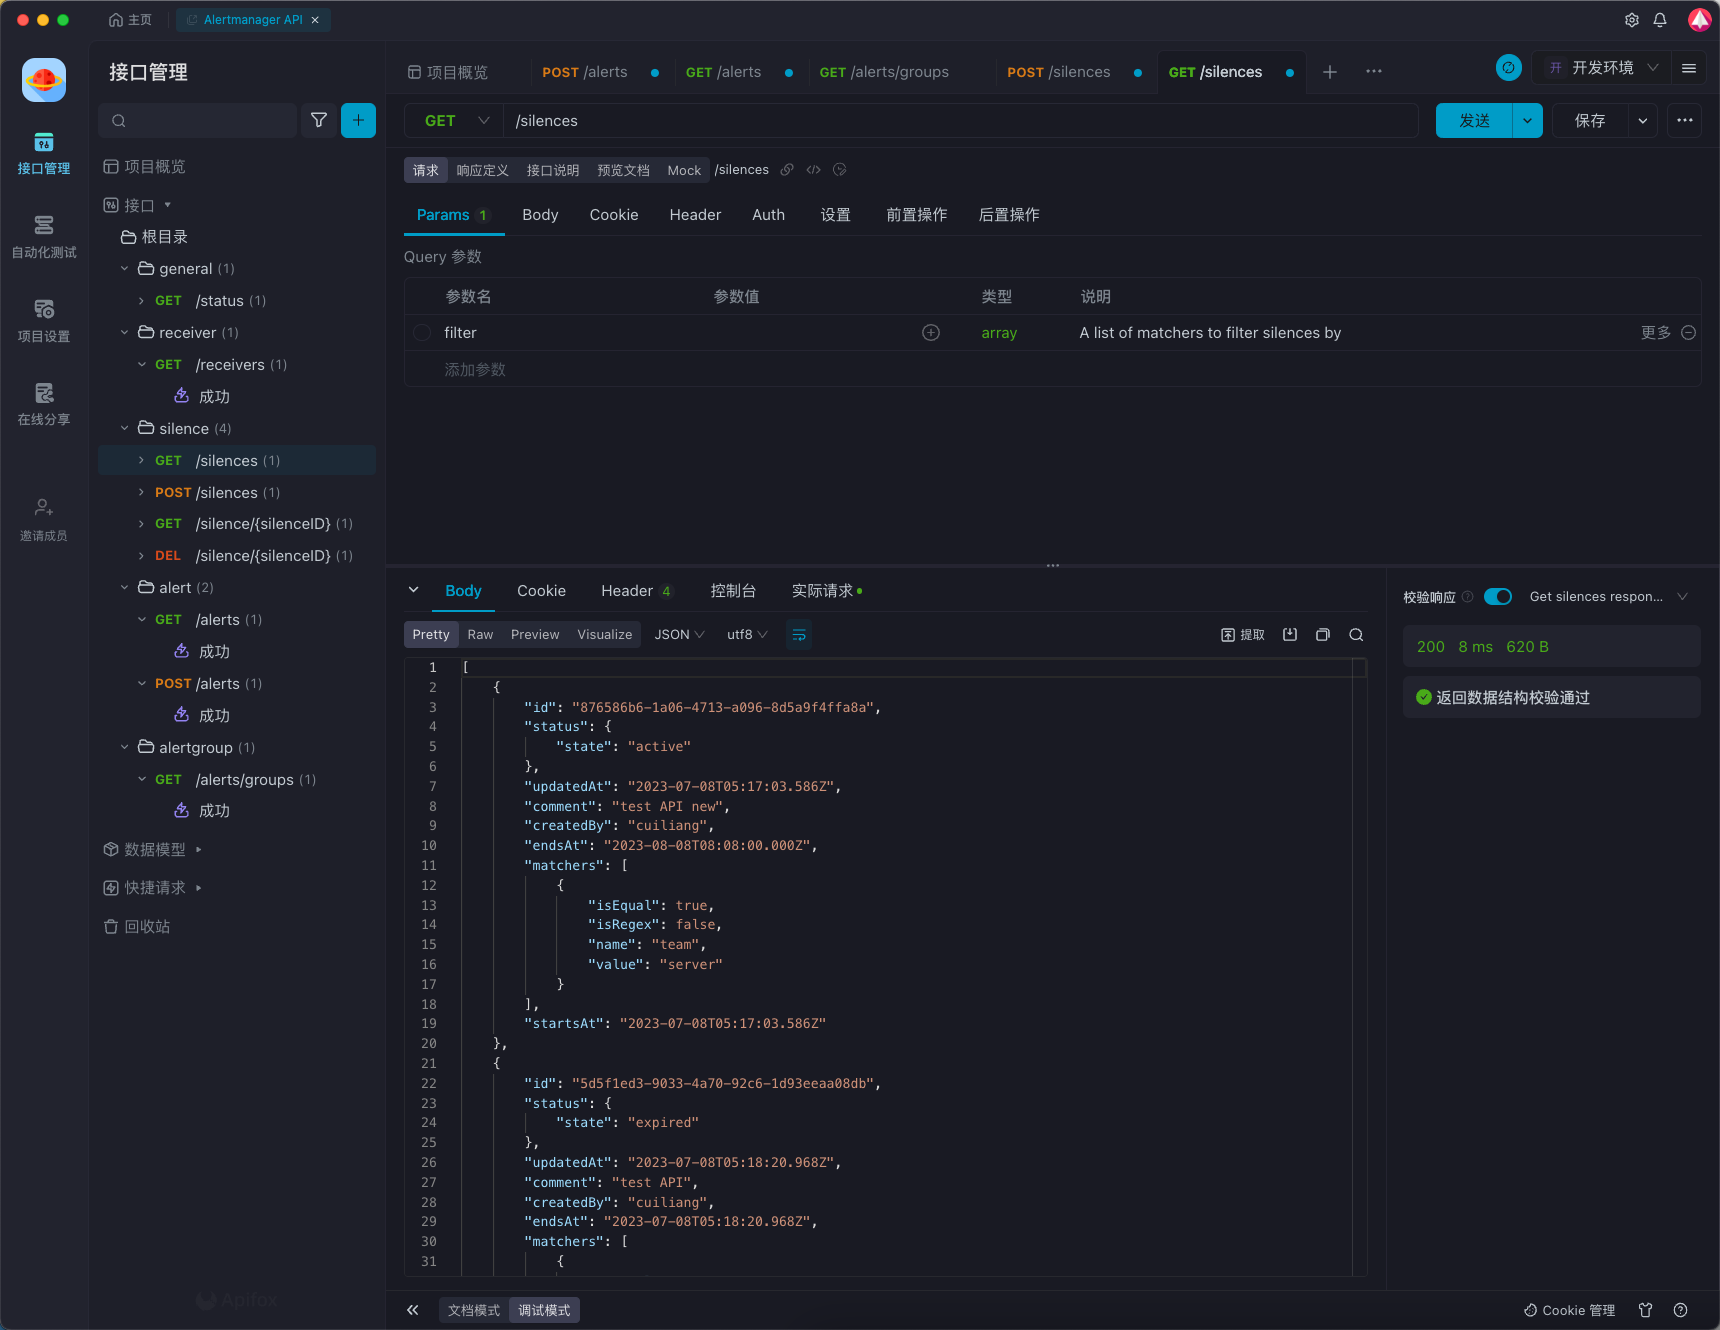 主页
Alertmanager API
接口管理
项目概览
POST /alerts
GET /alerts
GET /alerts/groups
POST /silences
GET /silences
开 开发环境
接口管理
自动化测试
项目设置
在线分享
邀请成员
项目概览
接口
根目录
general (1)
GET /status (1)
receiver (1)
GET /receivers (1)
成功
silence (4)
GET /silences (1)
POST /silences (1)
GET /silence/{silenceID} (1)
DEL /silence/{silenceID} (1)
alert (2)
GET /alerts (1)
成功
POST /alerts (1)
成功
alertgroup (1)
GET /alerts/groups (1)
成功
数据模型
快捷请求
回收站
Apifox
GET /silences
发送
保存
请求 响应定义 接口说明 预览文档 Mock /silences
Params 1 Body Cookie Header Auth 设置 前置操作 后置操作
Query 参数
参数名 参数值 类型 说明
filter array A list of matchers to filter silences by 更多
添加参数
Body Cookie Header 4 控制台 实际请求
Pretty Raw Preview Visualize JSON utf8 提取
1 [
2 {
3 "id": "876586b6-1a06-4713-a096-8d5a9f4ffa8a",
4 "status": {
5 "state": "active"
6 },
7 "updatedAt": "2023-07-08T05:17:03.586Z",
8 "comment": "test API new",
9 "createdBy": "cuiliang",
10 "endsAt": "2023-08-08T08:08:00.000Z",
11 "matchers": [
12 {
13 "isEqual": true,
14 "isRegex": false,
15 "name": "team",
16 "value": "server"
17 }
18 ],
19 "startsAt": "2023-07-08T05:17:03.586Z"
20 },
21 {
22 "id": "5d5f1ed3-9033-4a70-92c6-1d93eeaa08db",
23 "status": {
24 "state": "expired"
25 },
26 "updatedAt": "2023-07-08T05:18:20.968Z",
27 "comment": "test API",
28 "createdBy": "cuiliang",
29 "endsAt": "2023-07-08T05:18:20.968Z",
30 "matchers": [
31 {
校验响应 Get silences respon...
200 8 ms 620 B
返回数据结构校验通过
文档模式 调试模式
Cookie 管理